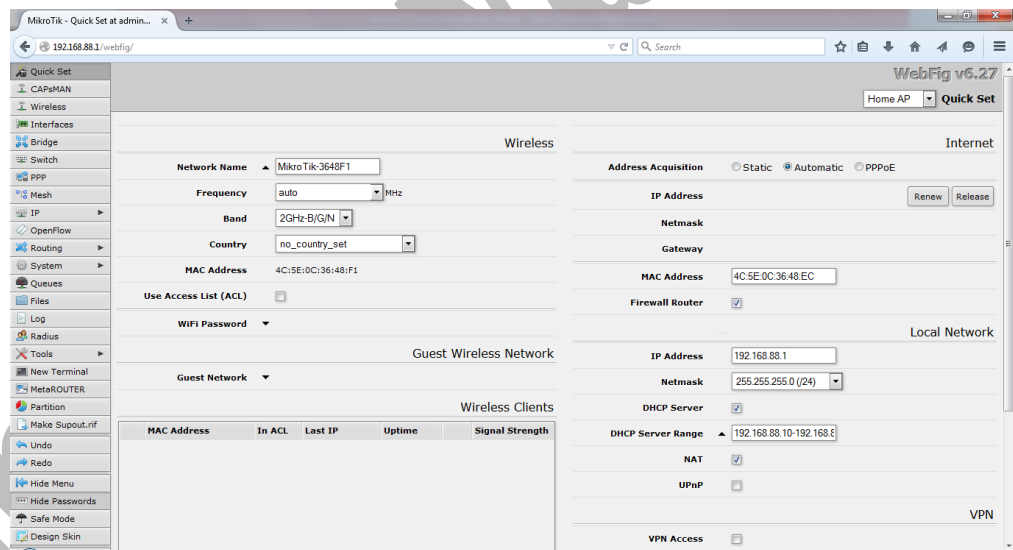 MikroTik - Quick Set at admin... × +
192.168.88.1/webfig/
Search
Quick Set
CAPsMAN
Wireless
Interfaces
Bridge
Switch
PPP
Mesh
IP
OpenFlow
Routing
System
Queues
Files
Log
Radius
Tools
New Terminal
MetaROUTER
Partition
Make Supout.rif
Undo
Redo
Hide Menu
Hide Passwords
Safe Mode
Design Skin
WebFig v6.27
Home AP Quick Set
Wireless
Network Name MikroTik-3648F1
Frequency auto MHz
Band 2GHz-B/G/N
Country no_country_set
MAC Address 4C:5E:0C:36:48:F1
Use Access List (ACL)
WiFi Password
Guest Wireless Network
Guest Network
Wireless Clients
MAC Address In ACL Last IP Uptime Signal Strength
Internet
Address Acquisition Static Automatic PPPoE
IP Address Renew Release
Netmask
Gateway
MAC Address 4C:5E:0C:36:48:EC
Firewall Router
Local Network
IP Address 192.168.88.1
Netmask 255.255.255.0 (/24)
DHCP Server
DHCP Server Range 192.168.88.10-192.168.8
NAT
UPnP
VPN
VPN Access